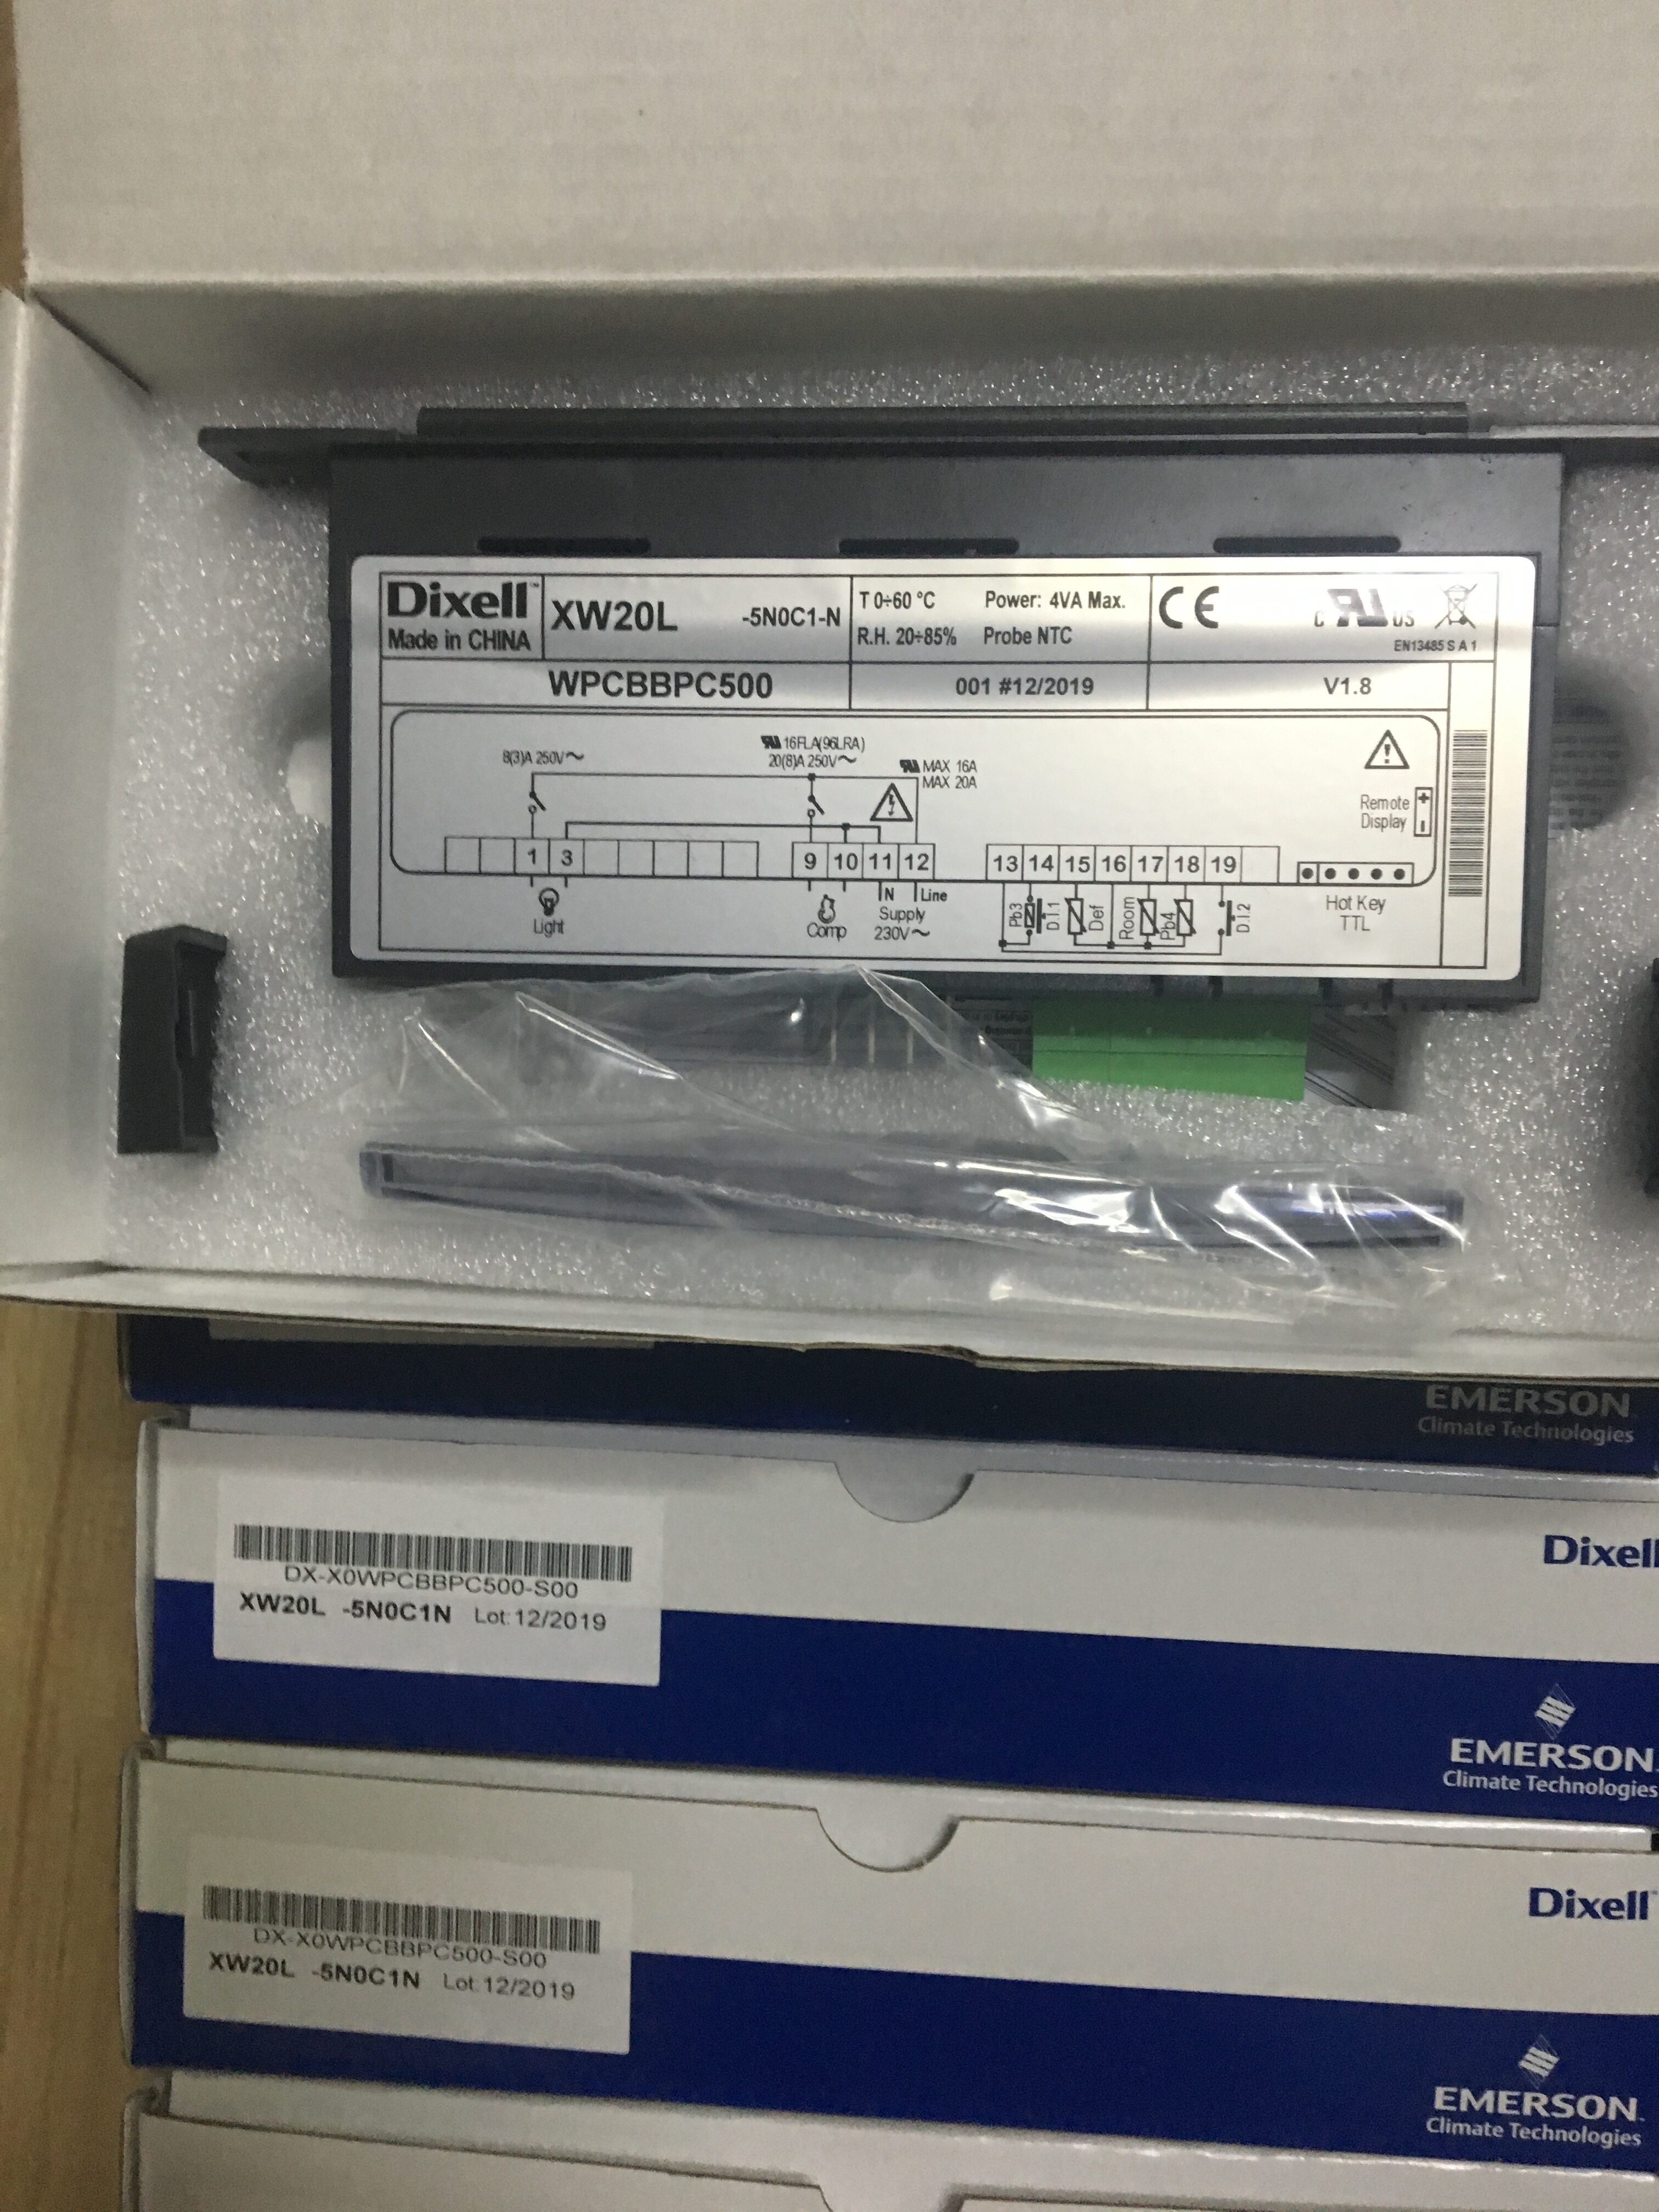 Dixell™
Made in CHINA
XW20L -5N0C1-N
T 0÷60 °C Power: 4VA Max.
R.H. 20÷85% Probe NTC
CE
C RU US
EN13485 S A 1
WPCBBPC500
001 #12/2019
V1.8
8(3)A 250V~
16FLA(96LRA)
20(8)A 250V~
MAX 16A
MAX 20A
Remote
Display
+
-
1 3 9 10 11 12 13 14 15 16 17 18 19
Light
Comp
N Line
Supply
230V~
Pb3
D.I.1
Def
Room
Pb4
D.I.2
Hot Key
TTL
EMERSON
Climate Technologies
DX-X0WPCBBPC500-S00
XW20L -5N0C1N Lot:12/2019
Dixell
EMERSON.
Climate Technologies
DX-X0WPCBBPC500-S00
XW20L -5N0C1N Lot:12/2019
Dixell™
EMERSON.
Climate Technologies